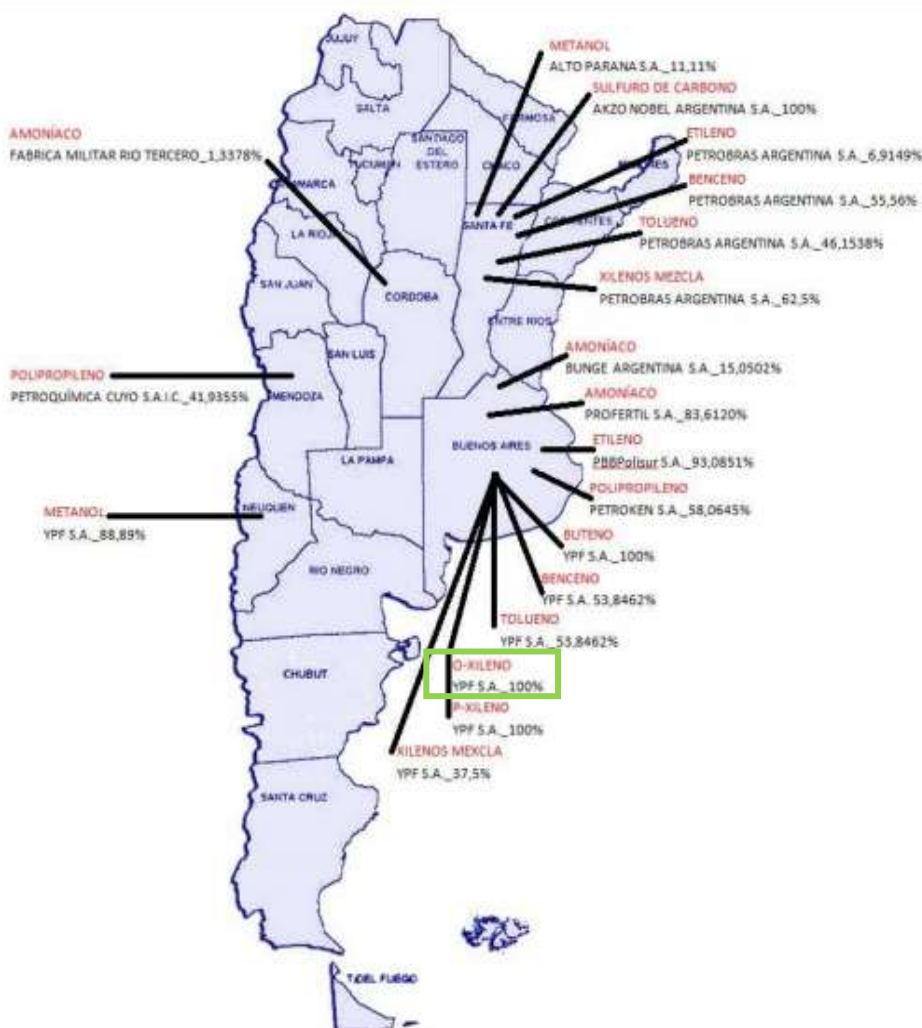 METANOL
ALTO PARANA S.A._11,11%
SULFURO DE CARBONO
AKZO NOBEL ARGENTINA S.A._100%
ETILENO
PETROBRAS ARGENTINA S.A._6,9149%
BENCENO
PETROBRAS ARGENTINA S.A._55,56%
TOLUENO
PETROBRAS ARGENTINA S.A._46,1538%
XILENOS MEZCLA
PETROBRAS ARGENTINA S.A._62,5%
AMONÍACO
FABRICA MILITAR RIO TERCERO_1,3378%
AMONÍACO
BUNGE ARGENTINA S.A._15,0502%
AMONÍACO
PROFERTIL S.A._83,6120%
ETILENO
PBBPolisur S.A._93,0851%
POLIPROPILENO
PETROKEN S.A._58,0645%
BUTENO
YPF S.A._100%
BENCENO
YPF S.A. 53,8462%
TOLUENO
YPF S.A._53,8462%
O-XILENO
YPF S.A._100%
P-XILENO
YPF S.A._100%
XILENOS MEXCLA
YPF S.A._37,5%
POLIPROPILENO
PETROQUÍMICA CUYO S.A.I.C._41,9355%
METANOL
YPF S.A._88,89%
JUJUY
SALTA
FORMOSA
SANTIAGO
DEL
ESTERO
CHACO
TUCUMAN
SANTA FE
LA RIOJA
SAN JUAN
CORDOBA
ENTRE RIOS
SAN LUIS
MENDOZA
BUENOS AIRES
LA PAMPA
NEUQUEN
RIO NEGRO
CHUBUT
SANTA CRUZ
T.DEL FUEGO